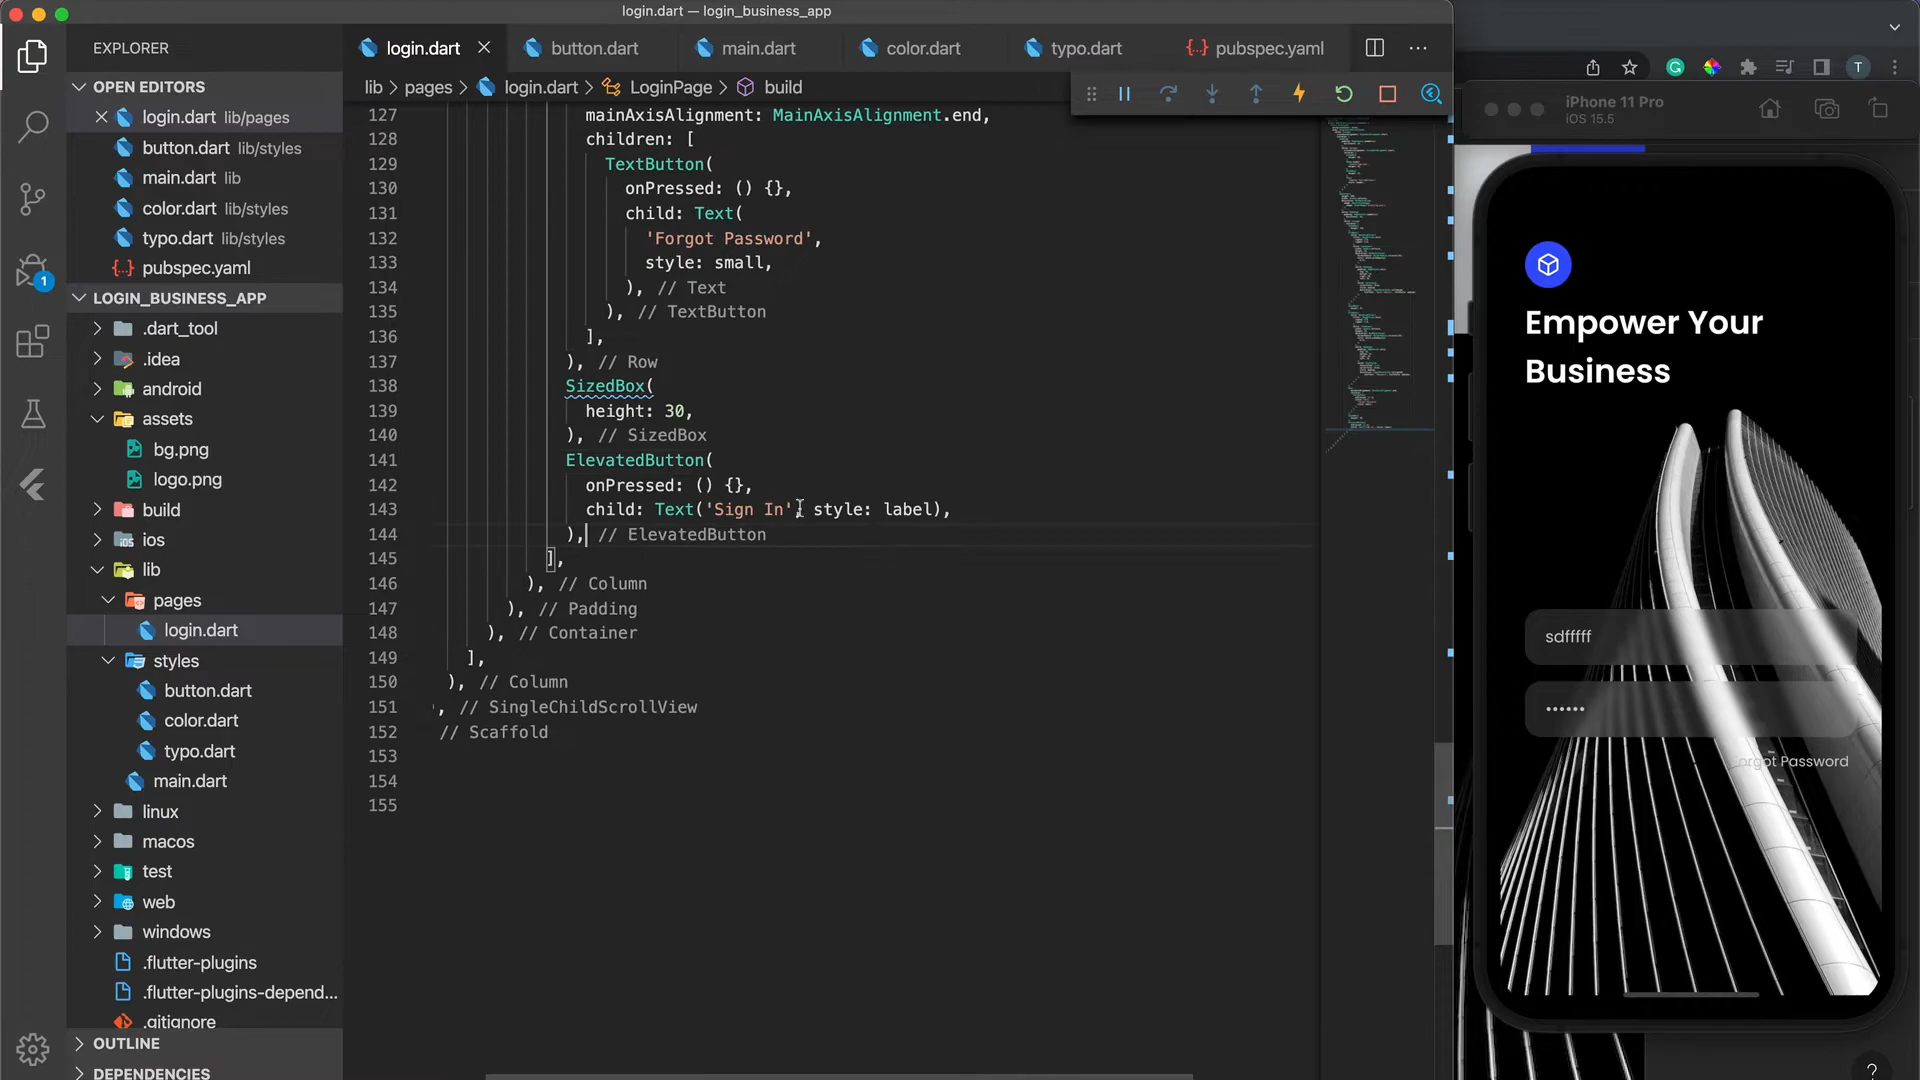 login.dart — login_business_app
EXPLORER
OPEN EDITORS
login.dart lib/pages
button.dart lib/styles
main.dart lib
color.dart lib/styles
typo.dart lib/styles
{..} pubspec.yaml
LOGIN_BUSINESS_APP
.dart_tool
.idea
android
assets
bg.png
logo.png
build
ios
lib
pages
login.dart
styles
button.dart
color.dart
typo.dart
main.dart
linux
macos
test
web
windows
.flutter-plugins
.flutter-plugins-depend...
.gitignore
OUTLINE
DEPENDENCIES
1
login.dart
button.dart
main.dart
color.dart
typo.dart
{..} pubspec.yaml
lib > pages > login.dart > LoginPage > build
127 mainAxisAlignment: MainAxisAlignment.end,
128 children: [
129 TextButton(
130 onPressed: () {},
131 child: Text(
132 'Forgot Password',
133 style: small,
134 ), // Text
135 ), // TextButton
136 ],
137 ), // Row
138 SizedBox(
139 height: 30,
140 ), // SizedBox
141 ElevatedButton(
142 onPressed: () {},
143 child: Text('Sign In', style: label),
144 ), // ElevatedButton
145 ],
146 ), // Column
147 ), // Padding
148 ), // Container
149 ],
150 ), // Column
151 , // SingleChildScrollView
152 // Scaffold
153
154
155
T
iPhone 11 Pro
iOS 15.5
Empower Your
Business
sdfffff
••••••
Forgot Password
?